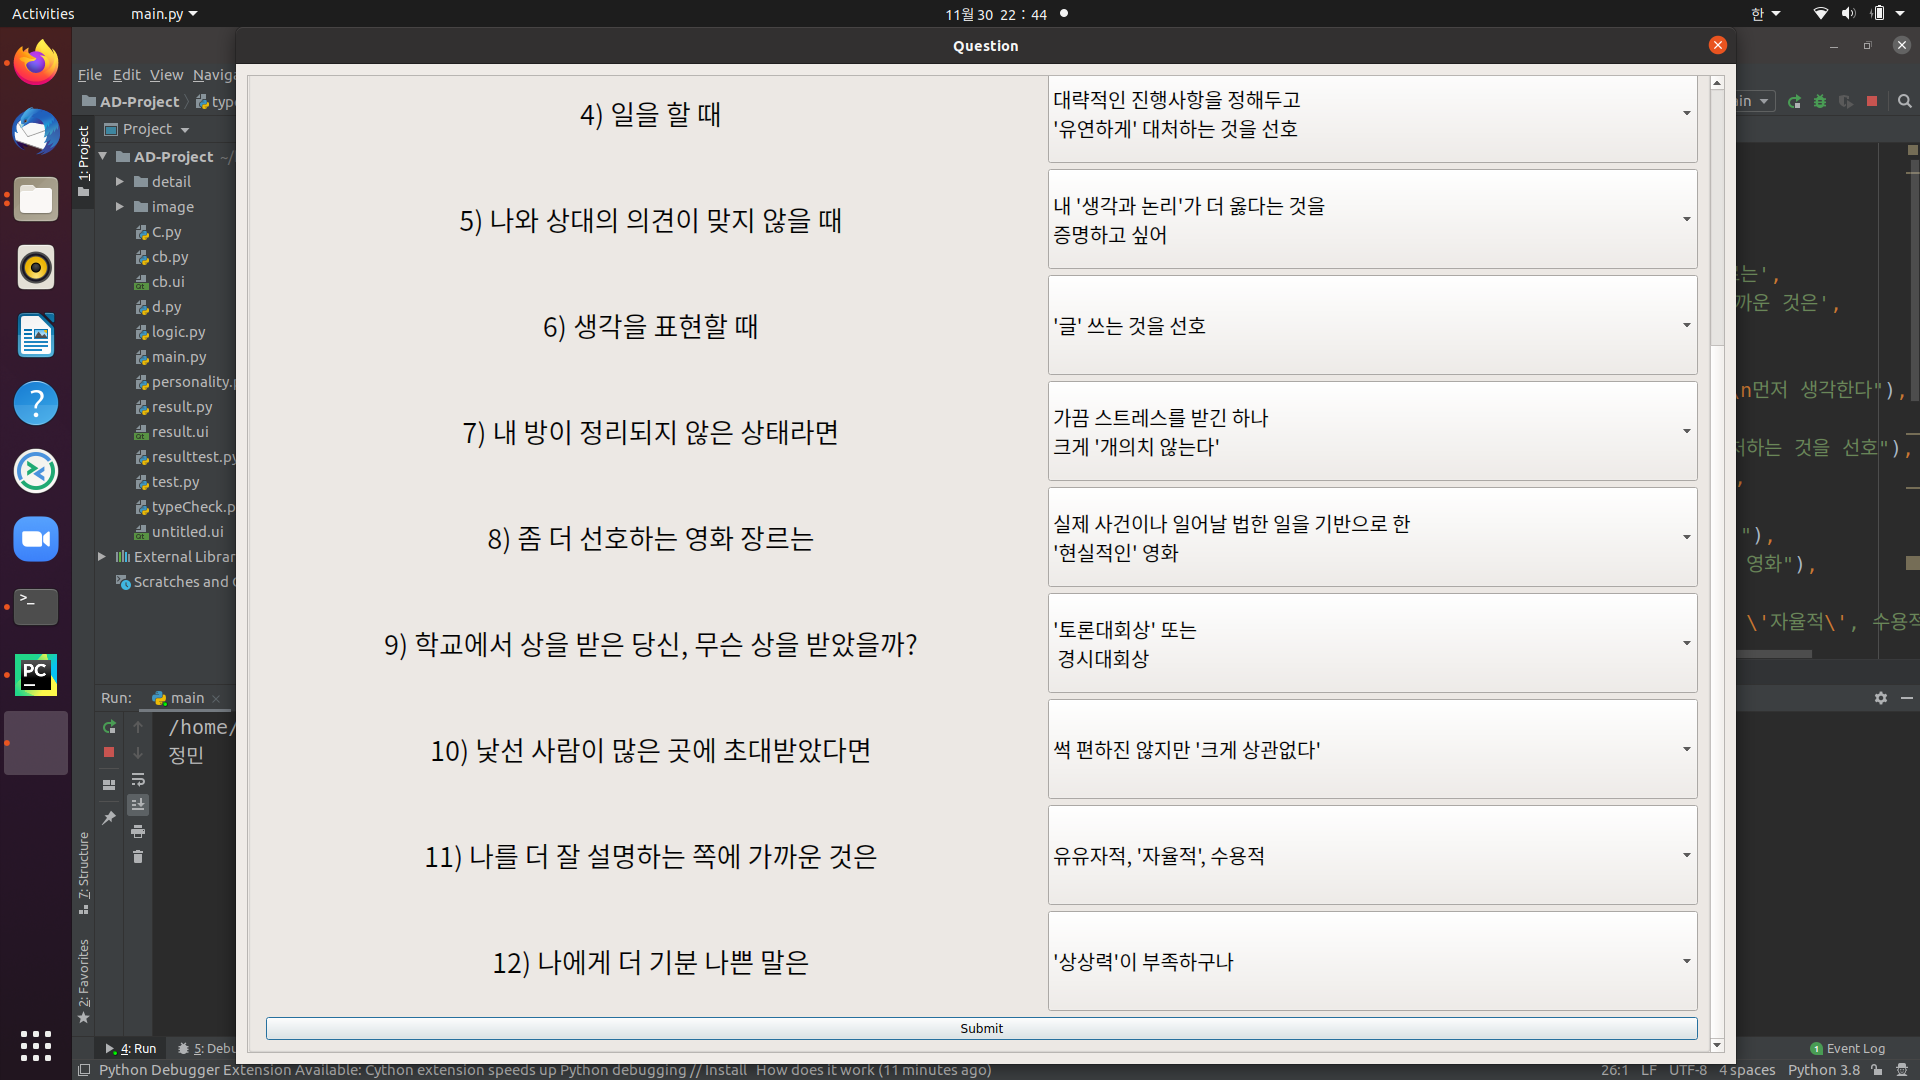 Activities
main.py
11월 30 22 : 44
한
Question
File Edit View Naviga
AD-Project
Project
1: Project
AD-Project
detail
image
C.py
cb.py
cb.ui
d.py
logic.py
main.py
personality.
result.py
result.ui
resulttest.py
test.py
typeCheck.p
untitled.ui
External Librar
Scratches and
4) 일을 할 때
대략적인 진행사항을 정해두고
'유연하게' 대처하는 것을 선호
5) 나와 상대의 의견이 맞지 않을 때
내 '생각과 논리'가 더 옳다는 것을
증명하고 싶어
6) 생각을 표현할 때
'글' 쓰는 것을 선호
7) 내 방이 정리되지 않은 상태라면
가끔 스트레스를 받긴 하나
크게 '개의치 않는다'
8) 좀 더 선호하는 영화 장르는
실제 사건이나 일어날 법한 일을 기반으로 한
'현실적인' 영화
9) 학교에서 상을 받은 당신, 무슨 상을 받았을까?
'토론대회상' 또는
경시대회상
10) 낯선 사람이 많은 곳에 초대받았다면
썩 편하진 않지만 '크게 상관없다'
11) 나를 더 잘 설명하는 쪽에 가까운 것은
유유자적, '자율적', 수용적
12) 나에게 더 기분 나쁜 말은
'상상력'이 부족하구나
Submit
는',
까운 것은',
\n먼저 생각한다"),
처하는 것을 선호"),
,
"),
영화"),
\'자율적\', 수용적
Run:
main
/home/
정민
7: Structure
2: Favorites
4: Run
5: Debu
1 Event Log
Python Debugger Extension Available: Cython extension speeds up Python debugging // Install How does it work (11 minutes ago)
26:1 LF UTF-8 4 spaces Python 3.8